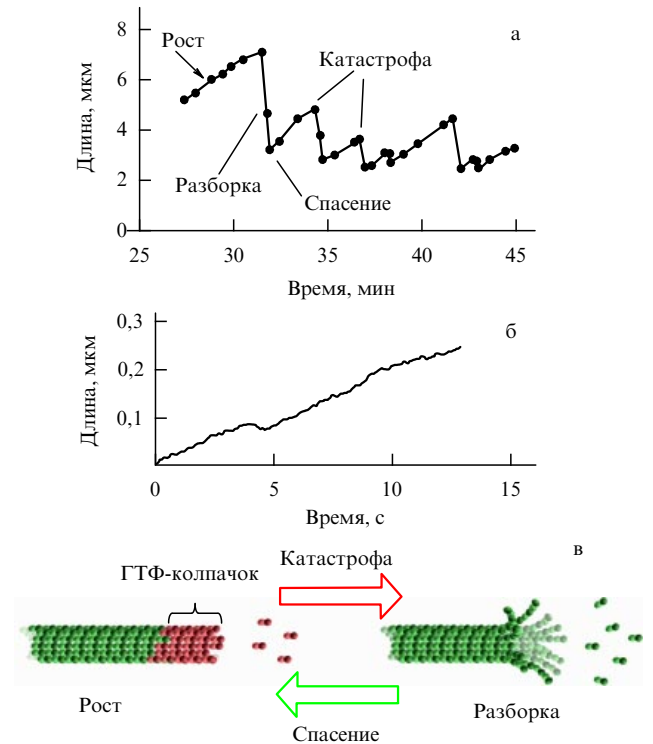 а
Длина, мкм
8
6
4
2
0
Рост
Катастрофа
Разборка
Спасение
25
30
35
40
45
Время, мин
б
Длина, мкм
0,3
0,2
0,1
0
5
10
15
Время, с
в
Катастрофа
ГТФ-колпачок
Рост
Спасение
Разборка